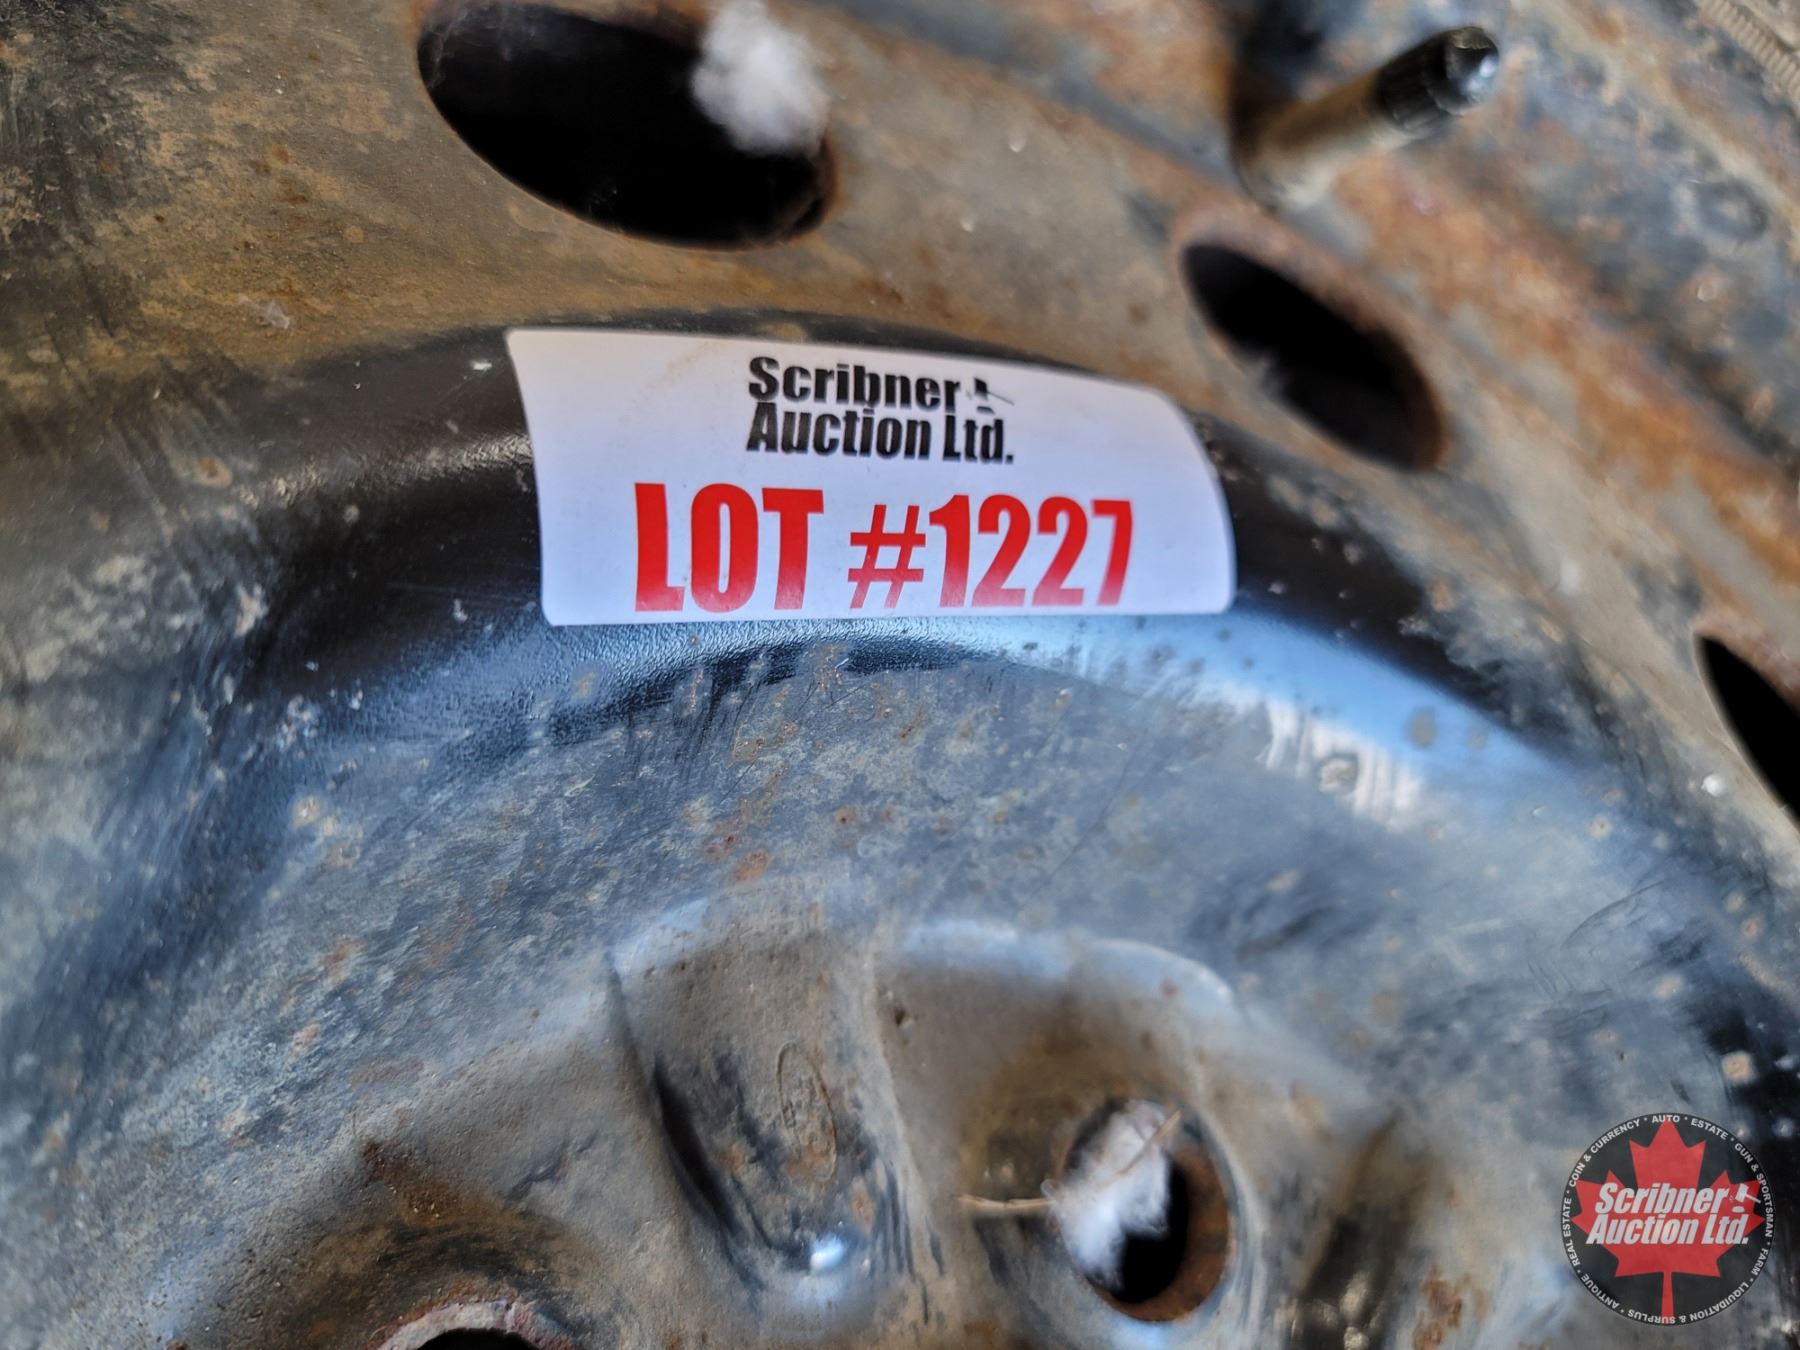 Scribner
Auction Ltd.
LOT #1227
REAL ESTATE • COIN & CURRENCY • AUTO • ESTATE • GUN & SPORTSMAN • FARM • LIQUIDATION & SURPLUS • ANTIQUE •
Scribner
Auction Ltd.